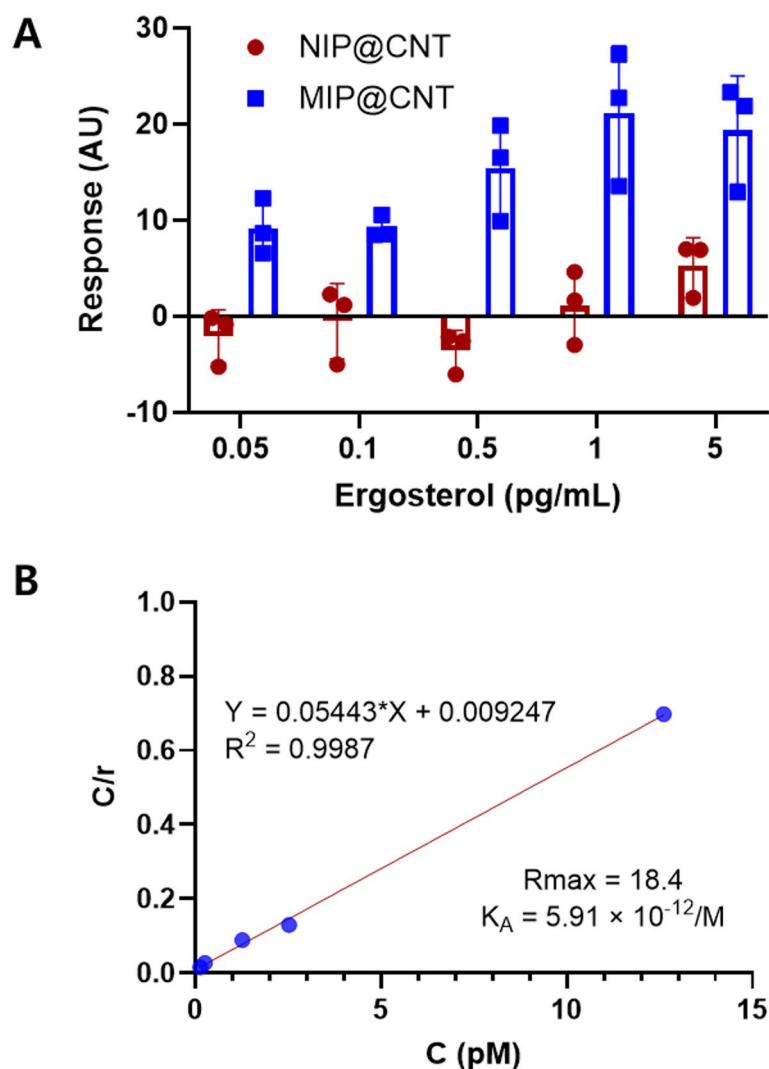 A
NIP@CNT
MIP@CNT
30
20
10
0
-10
Response (AU)
0.05 0.1 0.5 1 5
Ergosterol (pg/mL)
B
1.0
0.8
0.6
0.4
0.2
0.0
C/r
Y = 0.05443*X + 0.009247
R² = 0.9987
Rmax = 18.4
K_A = 5.91 × 10⁻¹²/M
0 5 10 15
C (pM)